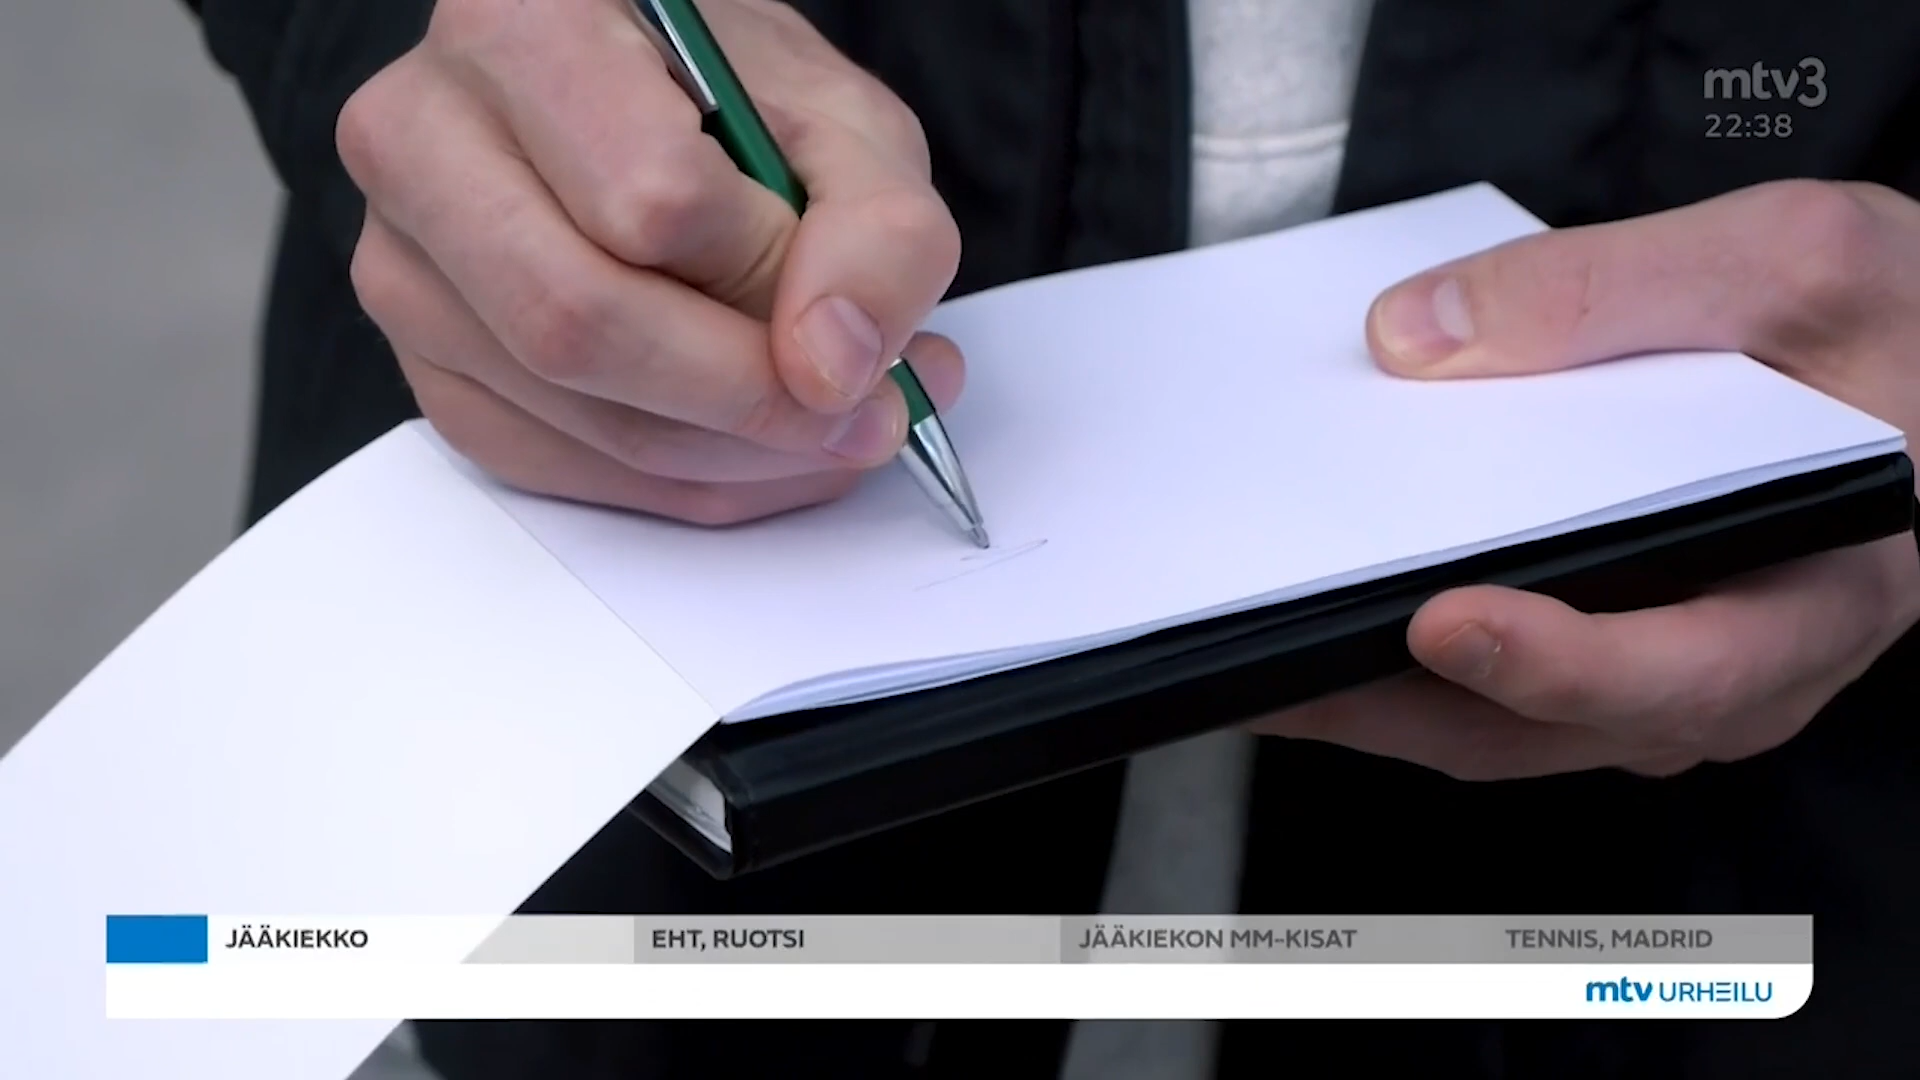 mtv3
22:38
JÄÄKIEKKO
EHT, RUOTSI
JÄÄKIEKON MM-KISAT
TENNIS, MADRID
mtv URHEILU